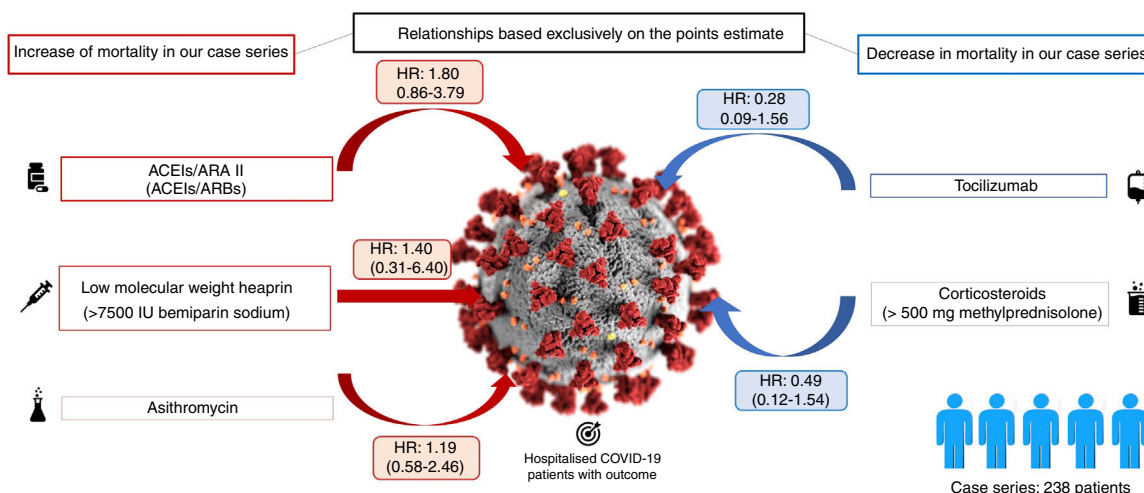 Relationships based exclusively on the points estimate
Increase of mortality in our case series
Decrease in mortality in our case series
HR: 1.80
0.86-3.79
HR: 0.28
0.09-1.56
ACEIs/ARA II
(ACEIs/ARBs)
Tocilizumab
HR: 1.40
(0.31-6.40)
Low molecular weight heaprin
(>7500 IU bemiparin sodium)
Corticosteroids
(> 500 mg methylprednisolone)
Asithromycin
HR: 1.19
(0.58-2.46)
HR: 0.49
(0.12-1.54)
Hospitalised COVID-19
patients with outcome
Case series: 238 patients